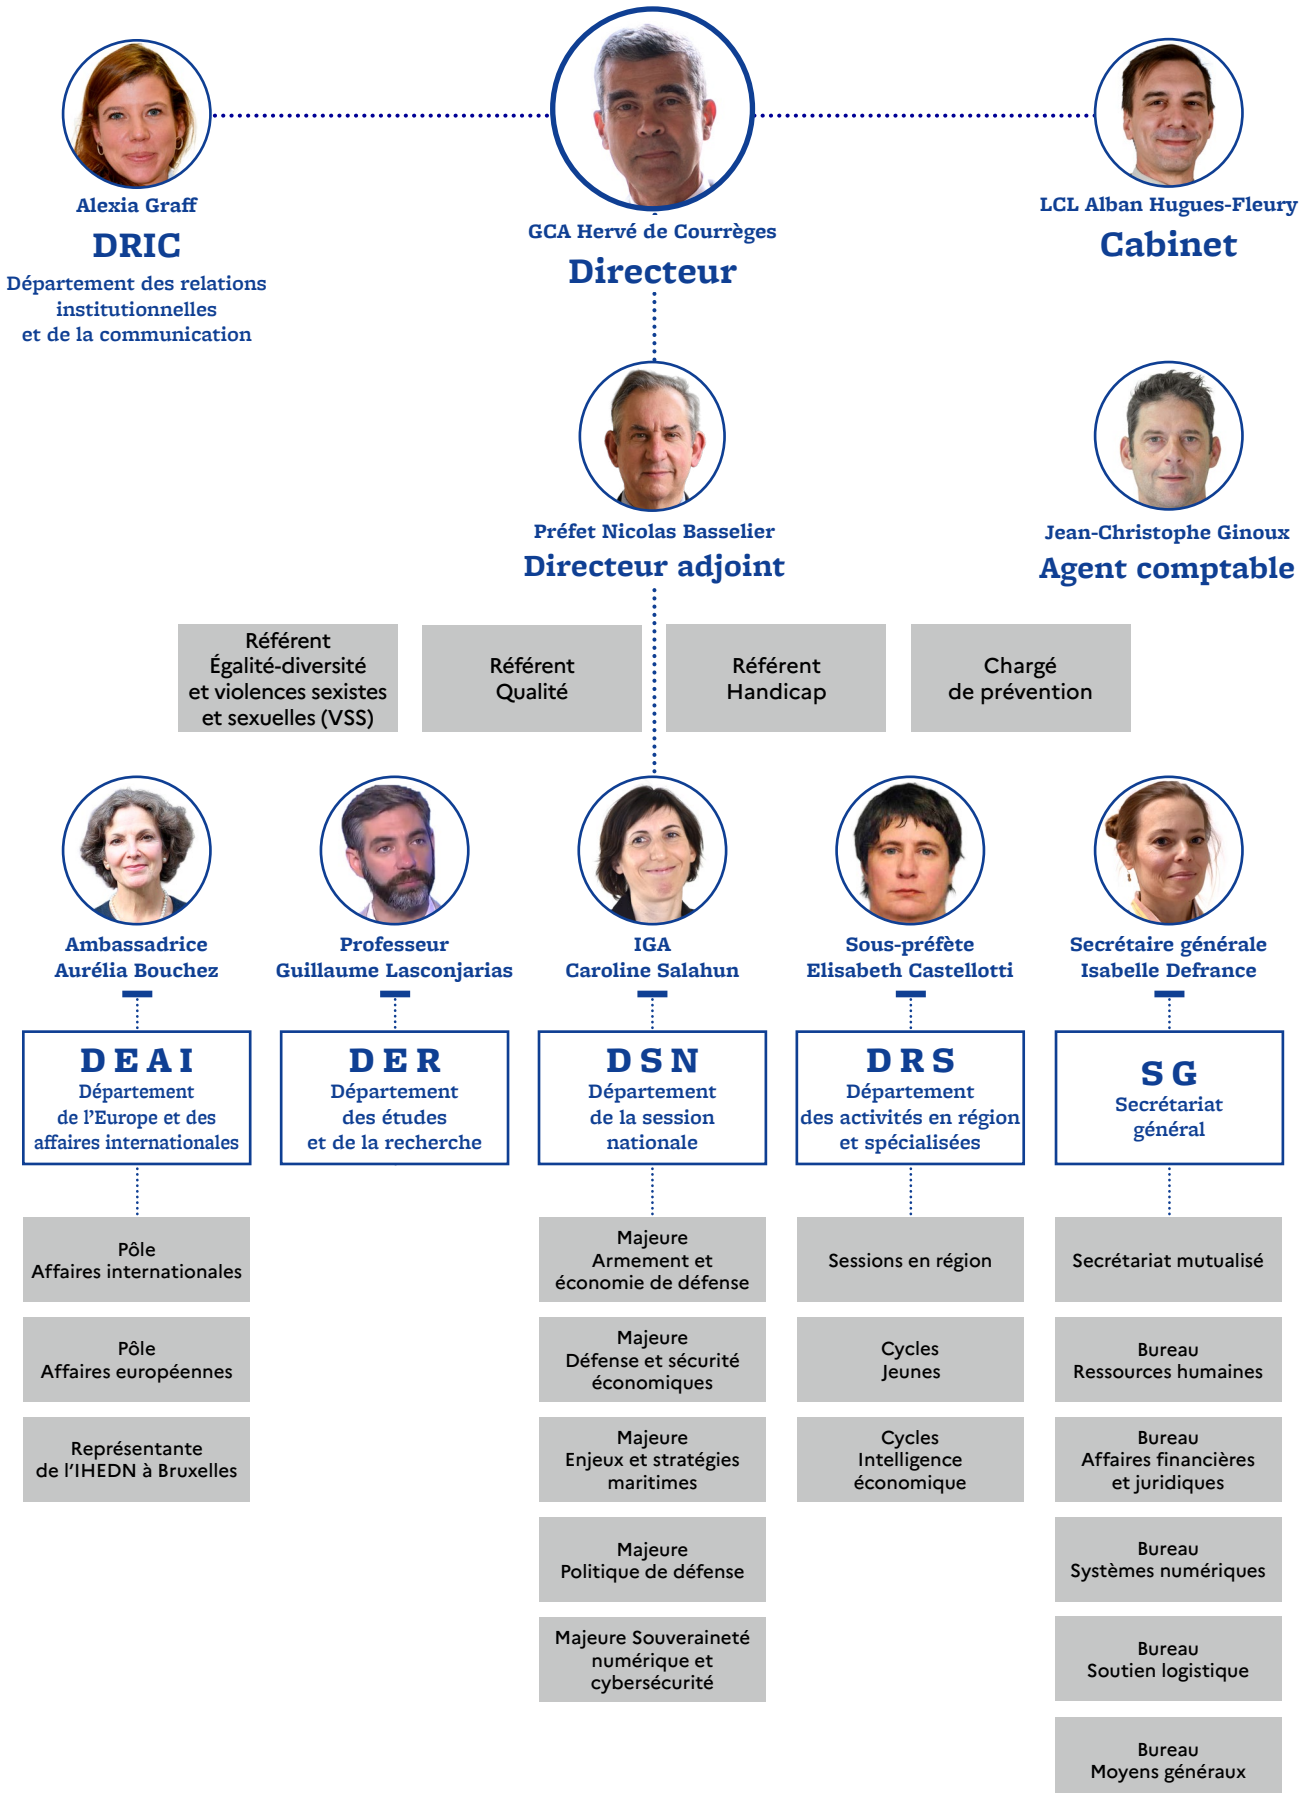 Alexia Graff
DRIC
Département des relations
institutionnelles
et de la communication
GCA Hervé de Courrèges
Directeur
LCL Alban Hugues-Fleury
Cabinet
Préfet Nicolas Basselier
Directeur adjoint
Jean-Christophe Ginoux
Agent comptable
Référent
Égalité-diversité
et violences sexistes
et sexuelles (VSS)
Référent
Qualité
Référent
Handicap
Chargé
de prévention
Ambassadrice
Aurélia Bouchez
DEAI
Département
de l’Europe et des
affaires internationales
Pôle
Affaires internationales
Pôle
Affaires européennes
Représentante
de l’IHEDN à Bruxelles
Professeur
Guillaume Lasconjarias
DER
Département
des études
et de la recherche
IGA
Caroline Salahun
DSN
Département
de la session
nationale
Majeure
Armement et
économie de défense
Majeure
Défense et sécurité
économiques
Majeure
Enjeux et stratégies
maritimes
Majeure
Politique de défense
Majeure Souveraineté
numérique et
cybersécurité
Sous-préfète
Elisabeth Castellotti
DRS
Département
des activités en région
et spécialisées
Sessions en région
Cycles
Jeunes
Cycles
Intelligence
économique
Secrétaire générale
Isabelle Defrance
SG
Secrétariat
général
Secrétariat mutualisé
Bureau
Ressources humaines
Bureau
Affaires financières
et juridiques
Bureau
Systèmes numériques
Bureau
Soutien logistique
Bureau
Moyens généraux